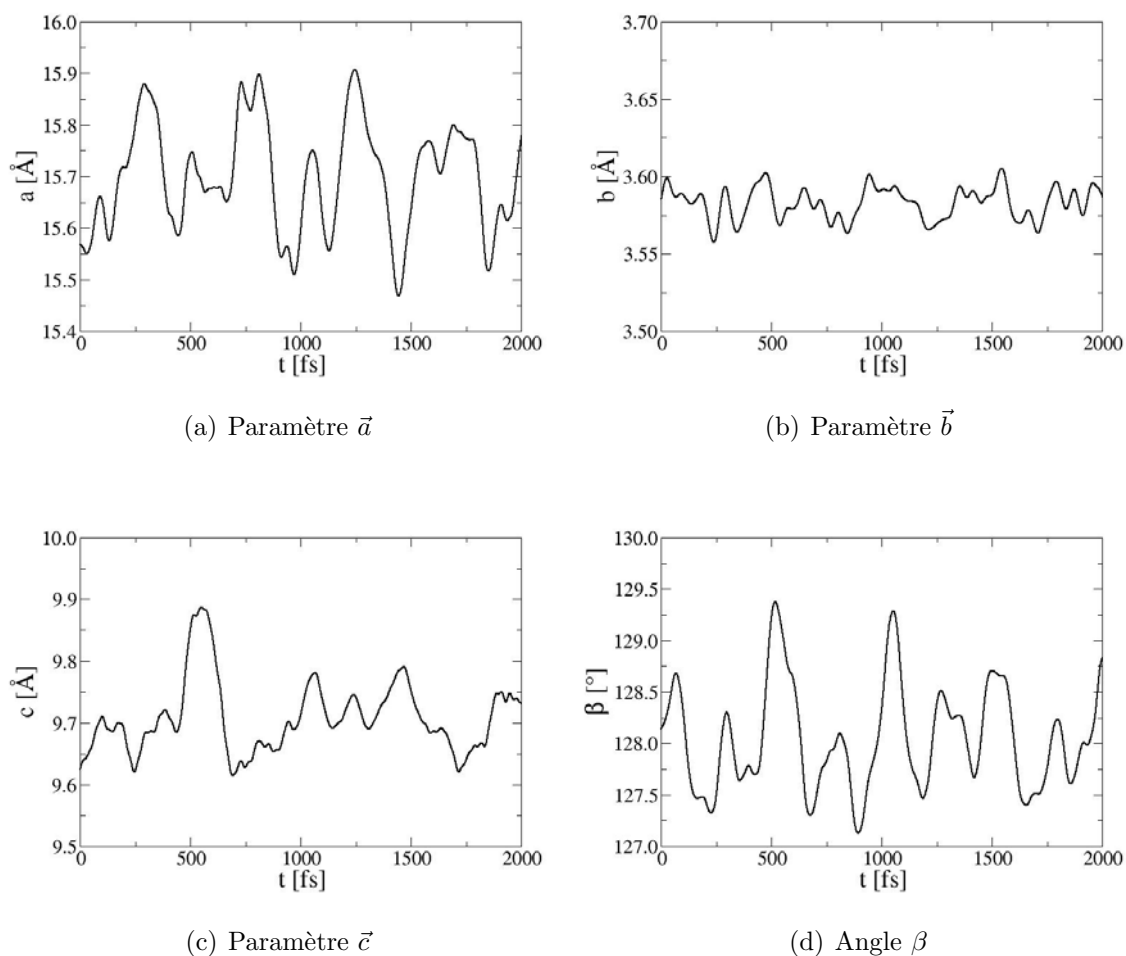 16.0
15.9
15.8
15.7
15.6
15.5
15.4
a [Å]
0 500 1000 1500 2000
t [fs]
(a) Paramètre \vec{a}
3.70
3.65
3.60
3.55
3.50
b [Å]
0 500 1000 1500 2000
t [fs]
(b) Paramètre \vec{b}
10.0
9.9
9.8
9.7
9.6
9.5
c [Å]
0 500 1000 1500 2000
t [fs]
(c) Paramètre \vec{c}
130.0
129.5
129.0
128.5
128.0
127.5
127.0
β [°]
0 500 1000 1500 2000
t [fs]
(d) Angle β